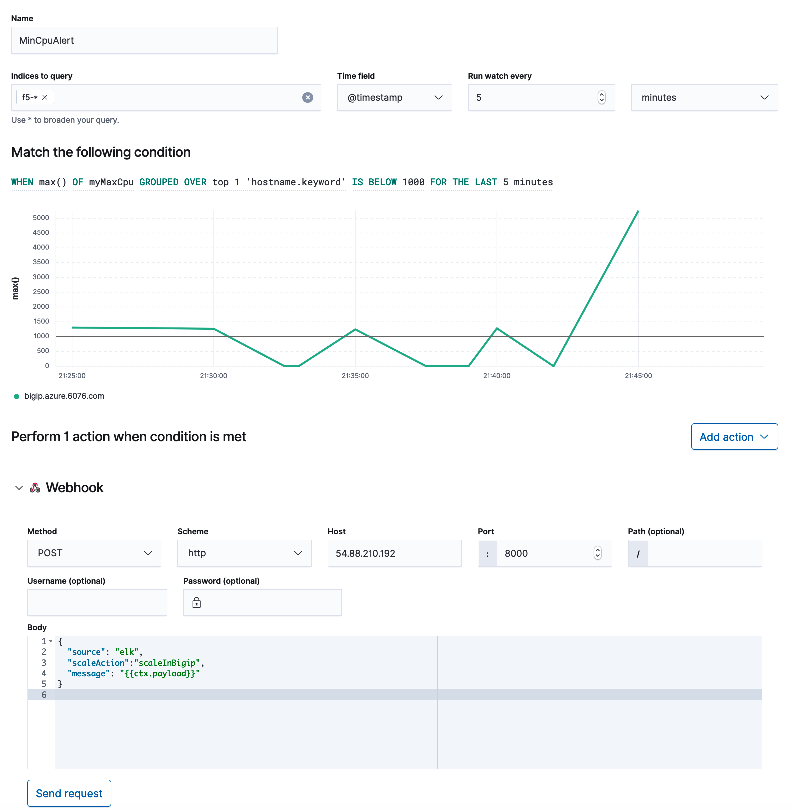 Name
MinCpuAlert
Indices to query Time field Run watch every
f5-* × @timestamp 5 minutes
Use * to broaden your query.
Match the following condition
WHEN max() OF myMaxCpu GROUPED OVER top 1 'hostname.keyword' IS BELOW 1000 FOR THE LAST 5 minutes
5000
4500
4000
3500
3000
2500
2000
1500
1000
500
0
max()
21:25:00 21:30:00 21:35:00 21:40:00 21:45:00
bigip.azure.6076.com
Perform 1 action when condition is met Add action
Webhook
Method Scheme Host Port Path (optional)
POST http 54.88.210.192 : 8000 /
Username (optional) Password (optional)
Body
1 {
2 "source": "elk",
3 "scaleAction":"scaleInBigip",
4 "message": "{{ctx.payload}}"
5 }
6
Send request